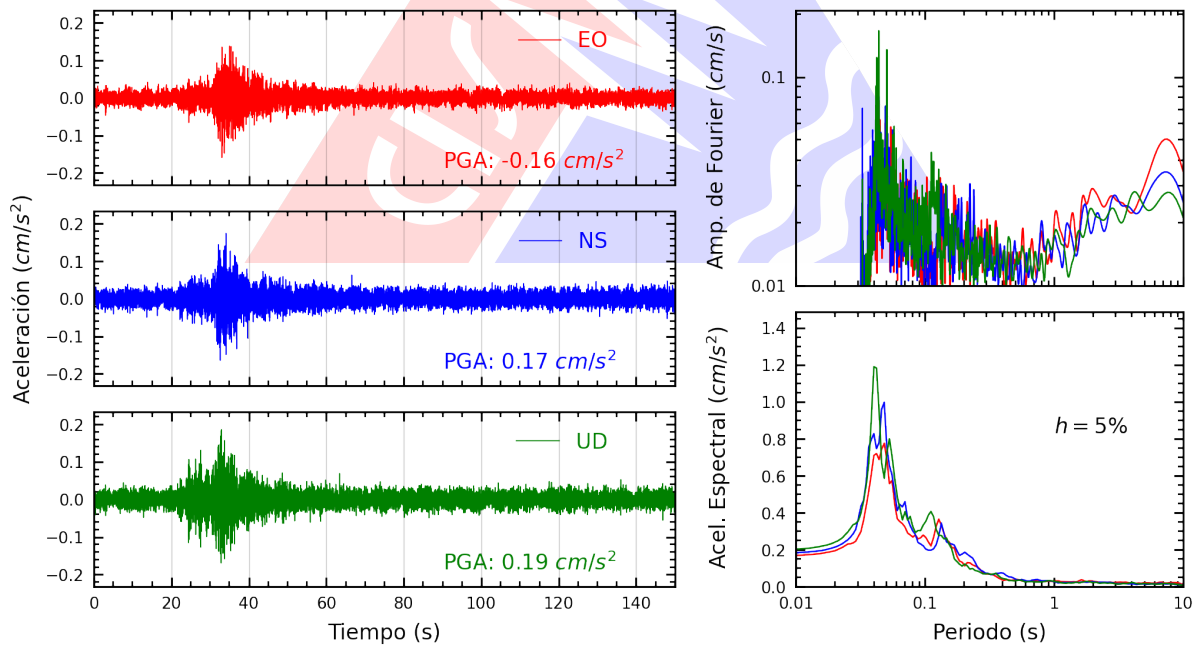 Aceleración (cm/s²)
0.2
0.1
0.0
−0.1
−0.2
EO
PGA: -0.16 cm/s²
0.2
0.1
0.0
−0.1
−0.2
NS
PGA: 0.17 cm/s²
0.2
0.1
0.0
−0.1
−0.2
UD
PGA: 0.19 cm/s²
0 20 40 60 80 100 120 140
Tiempo (s)
Amp. de Fourier (cm/s)
0.1
0.01
Acel. Espectral (cm/s²)
1.4
1.2
1.0
0.8
0.6
0.4
0.2
0.0
h = 5%
0.01 0.1 1 10
Periodo (s)